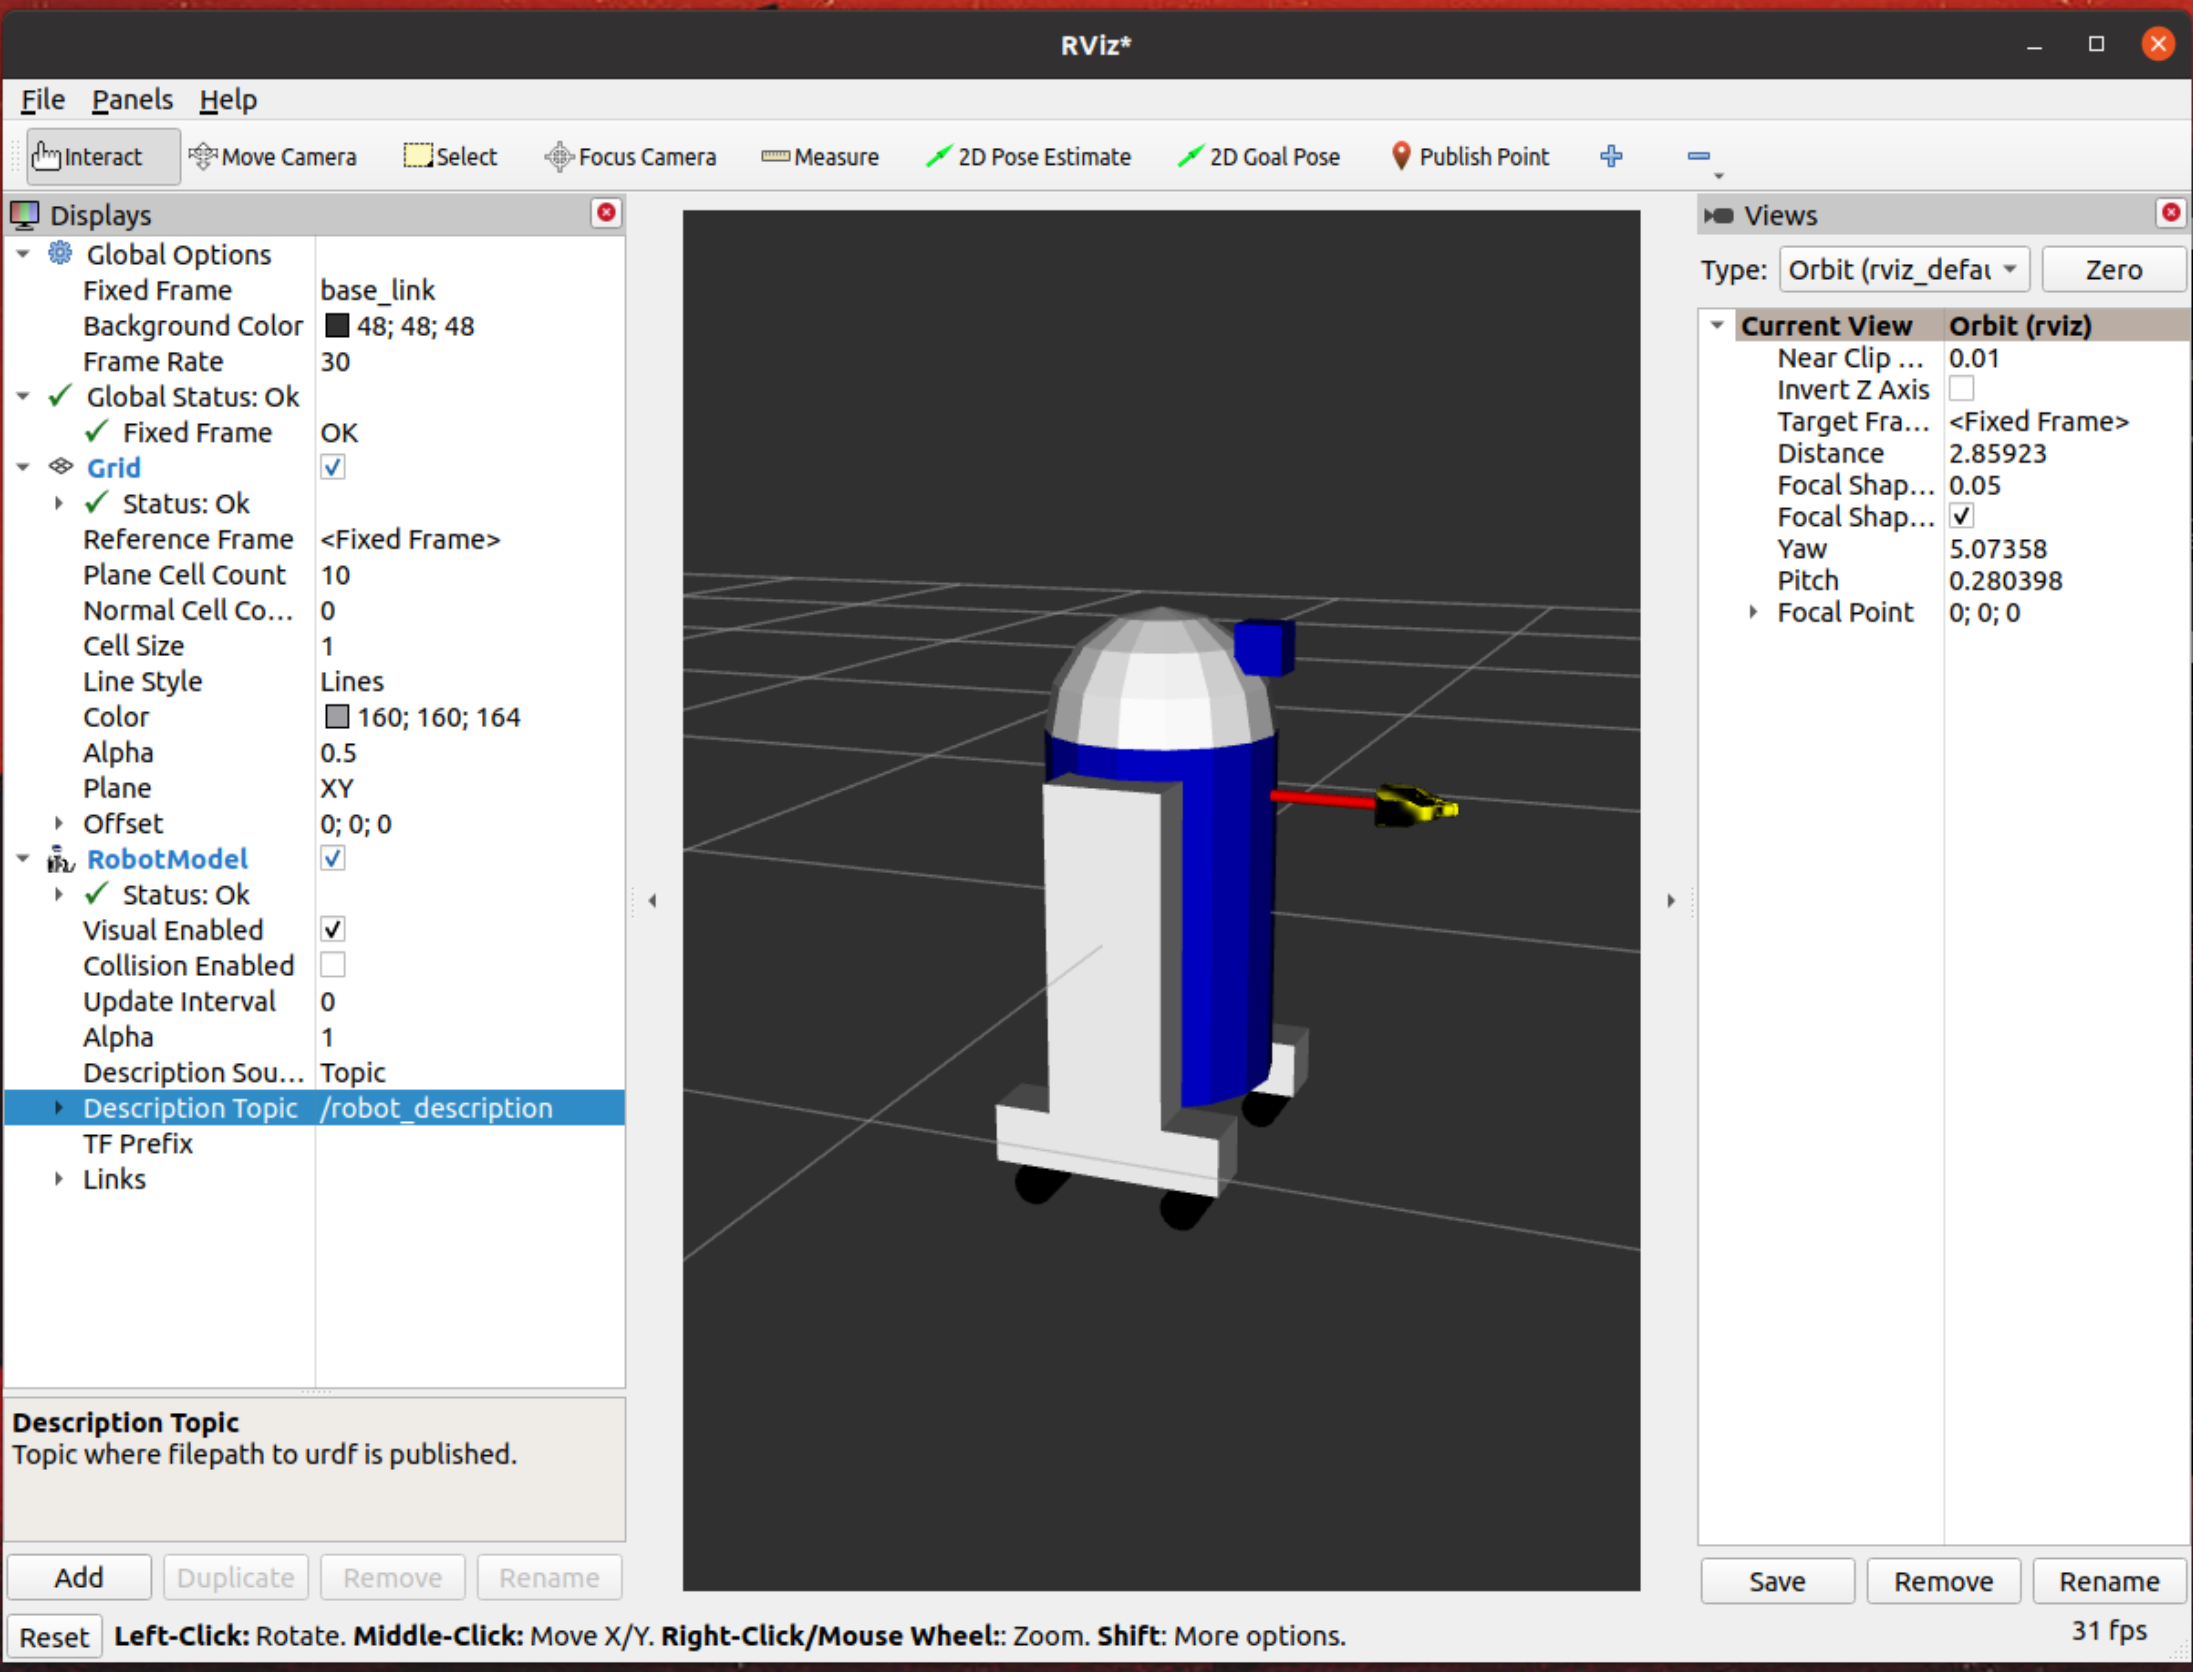 RViz*
File Panels Help
Interact Move Camera Select Focus Camera Measure 2D Pose Estimate 2D Goal Pose Publish Point
Displays
Global Options
Fixed Frame base_link
Background Color 48; 48; 48
Frame Rate 30
Global Status: Ok
Fixed Frame OK
Grid
Status: Ok
Reference Frame <Fixed Frame>
Plane Cell Count 10
Normal Cell Co... 0
Cell Size 1
Line Style Lines
Color 160; 160; 164
Alpha 0.5
Plane XY
Offset 0; 0; 0
RobotModel
Status: Ok
Visual Enabled
Collision Enabled
Update Interval 0
Alpha 1
Description Sou... Topic
Description Topic /robot_description
TF Prefix
Links
Description Topic
Topic where filepath to urdf is published.
Add Duplicate Remove Rename
Views
Type: Orbit (rviz_defau Zero
Current View Orbit (rviz)
Near Clip ... 0.01
Invert Z Axis
Target Fra... <Fixed Frame>
Distance 2.85923
Focal Shap... 0.05
Focal Shap...
Yaw 5.07358
Pitch 0.280398
Focal Point 0; 0; 0
Save Remove Rename
Reset Left-Click: Rotate. Middle-Click: Move X/Y. Right-Click/Mouse Wheel:: Zoom. Shift: More options. 31 fps